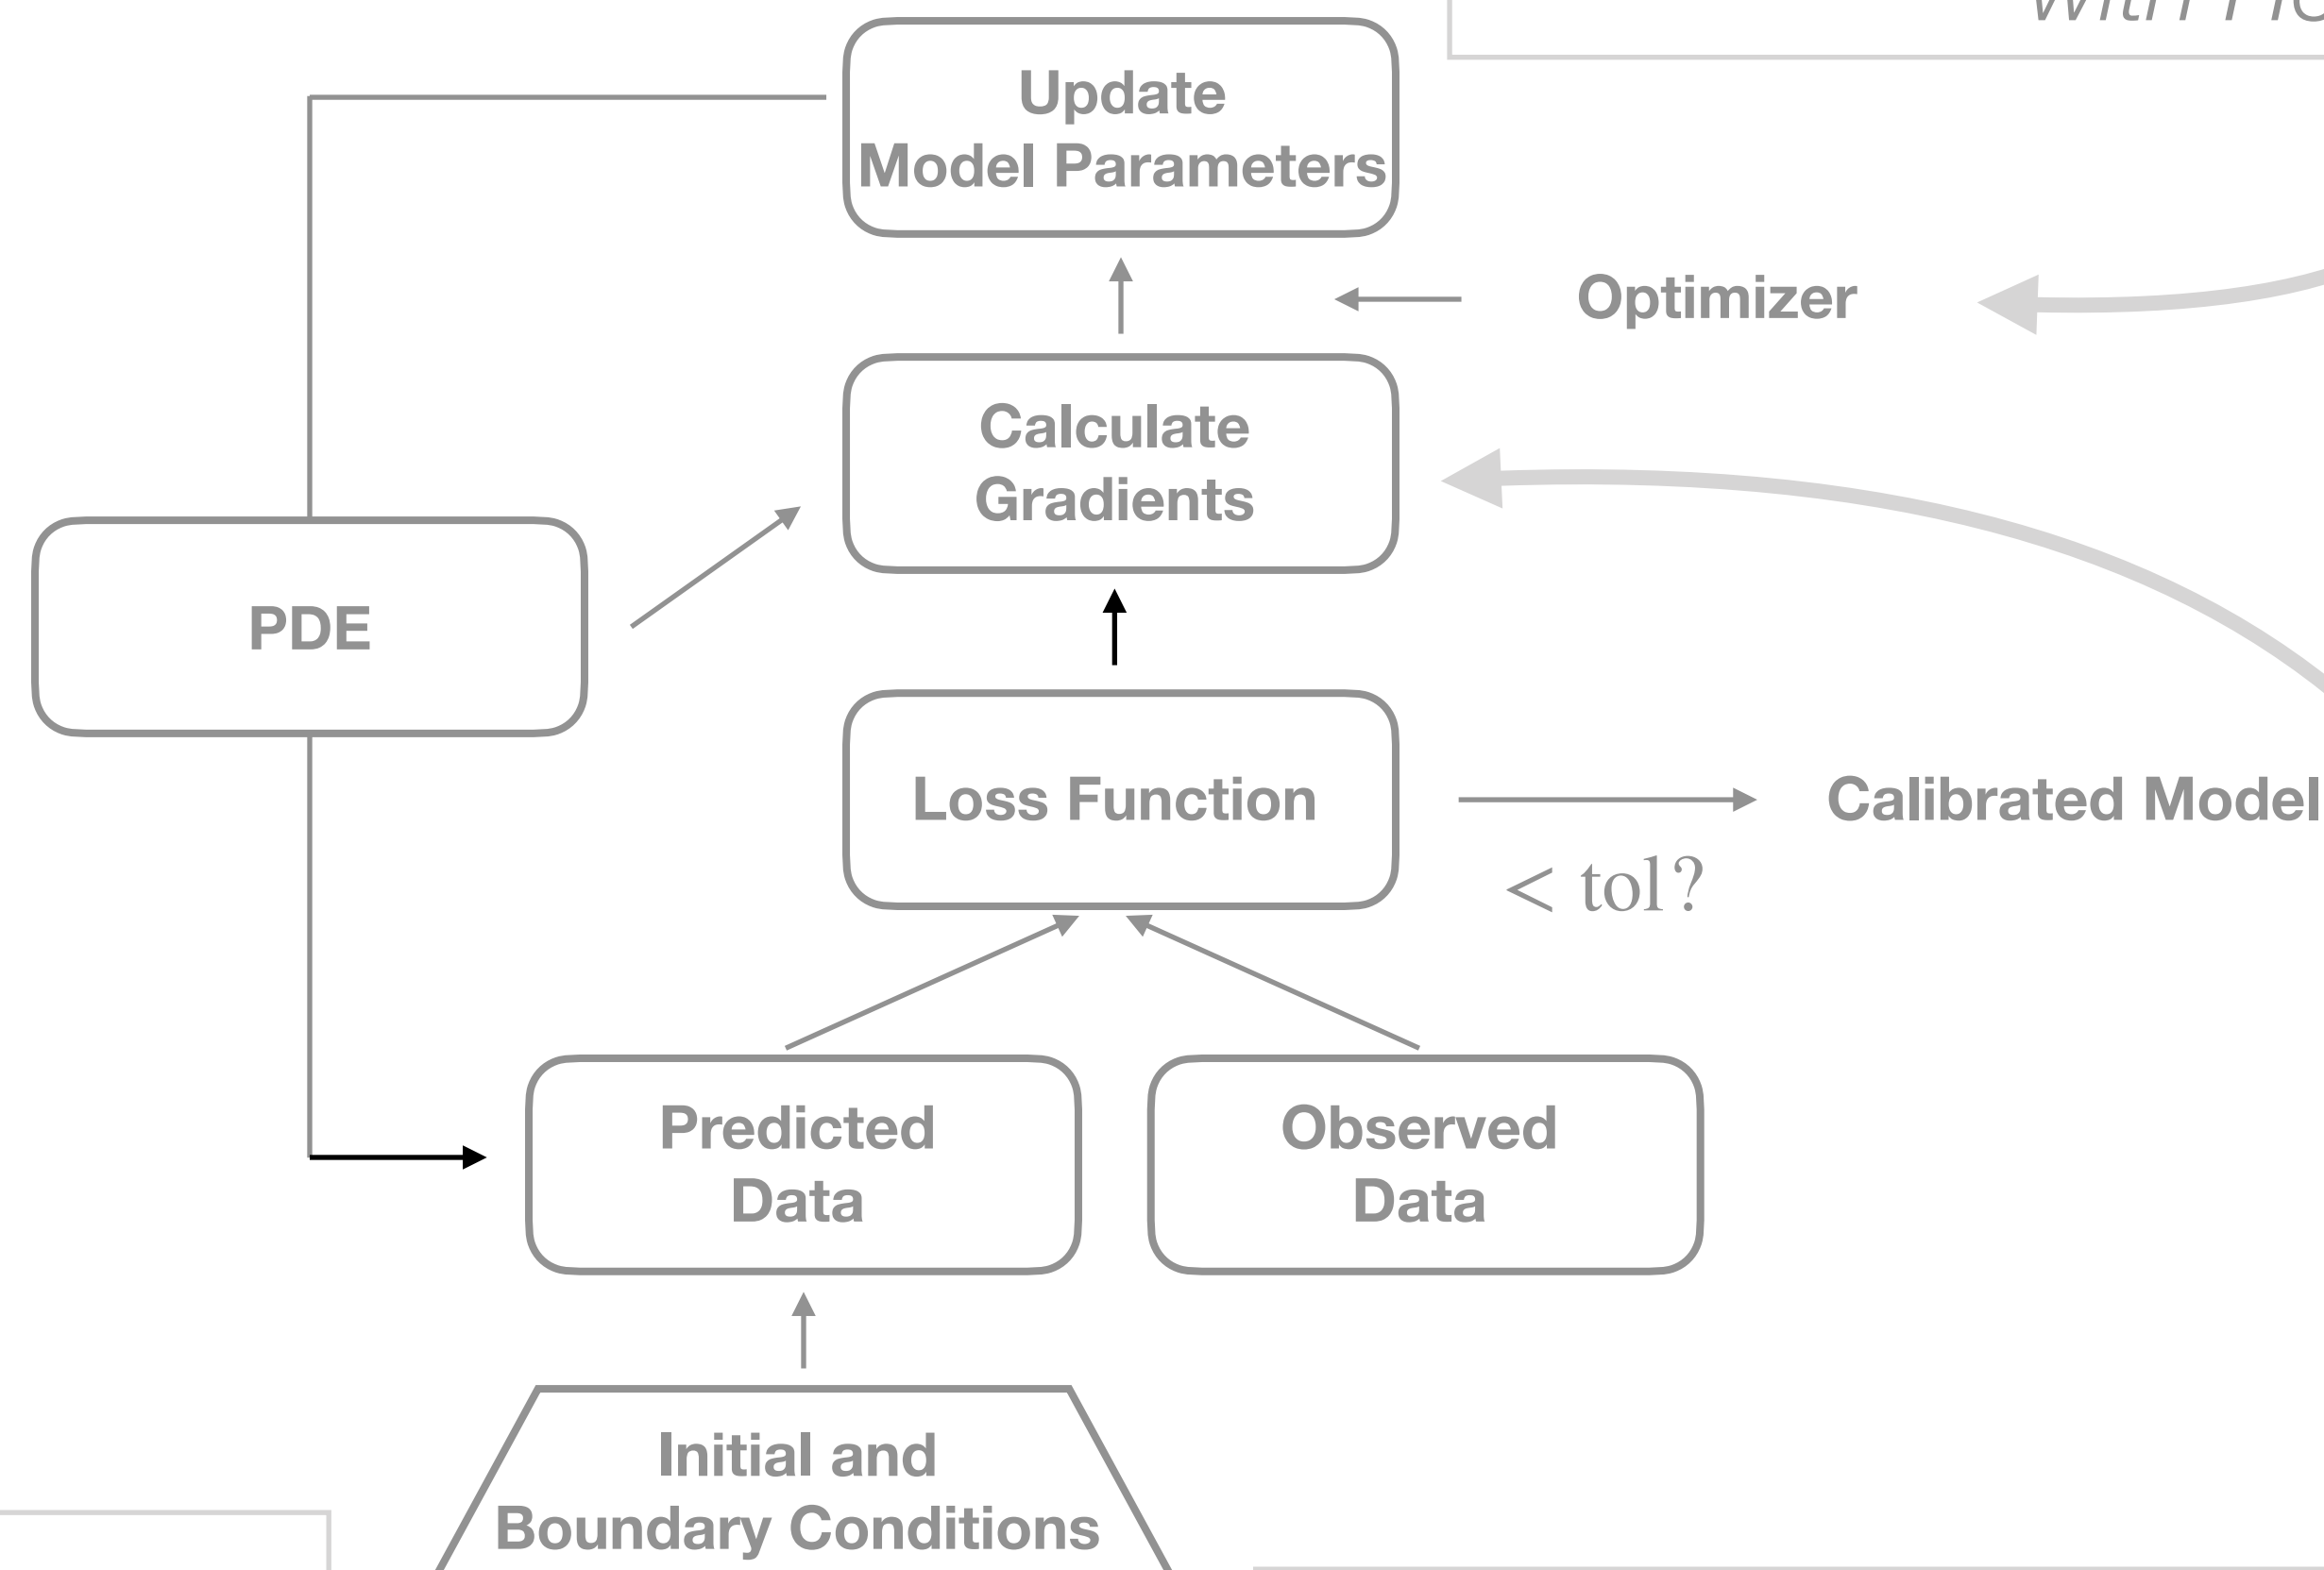 Update
Model Parameters
Optimizer
Calculate
Gradients
PDE
Loss Function
Calibrated Model
< tol?
Predicted
Data
Observed
Data
Initial and
Boundary Conditions